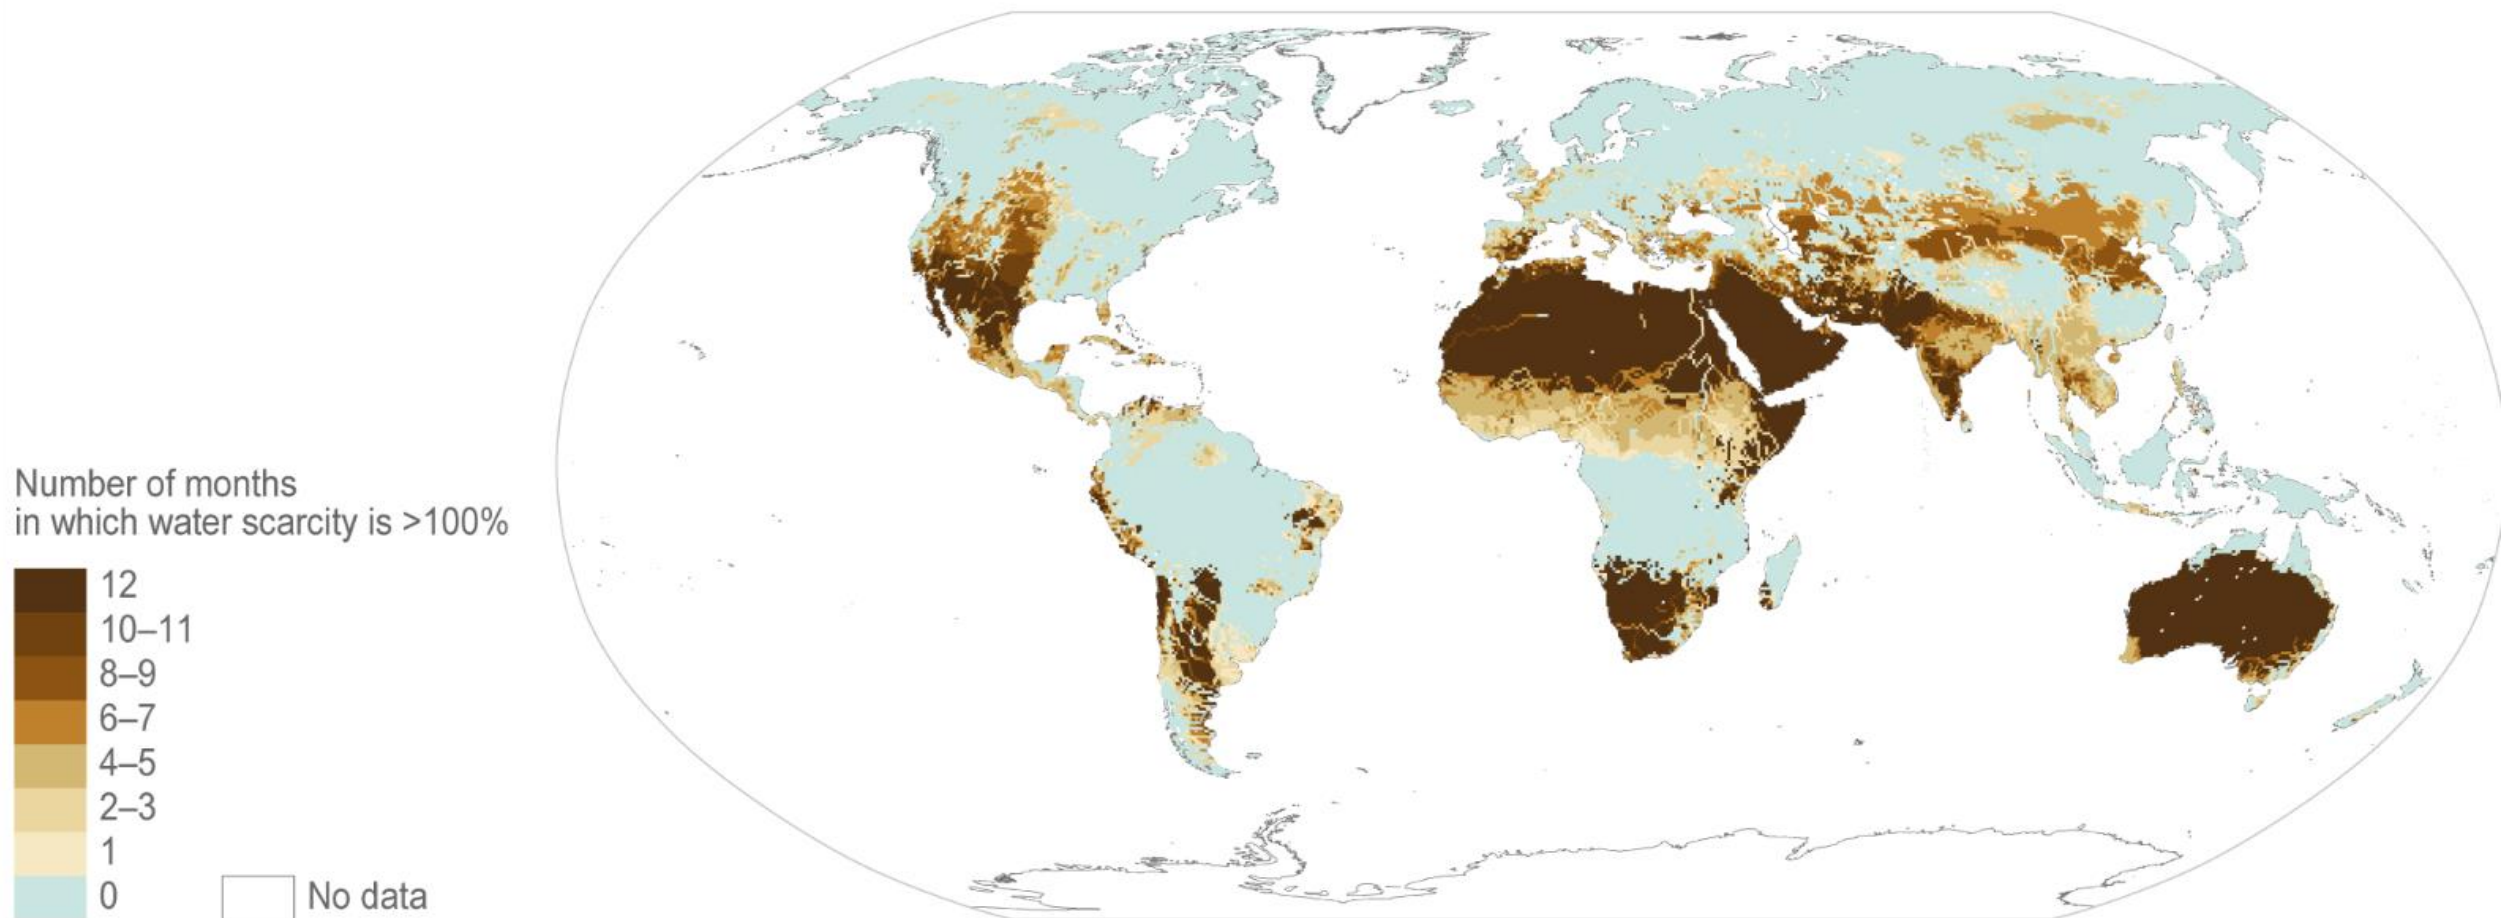 Number of months
in which water scarcity is >100%
12
10–11
8–9
6–7
4–5
2–3
1
0
No data